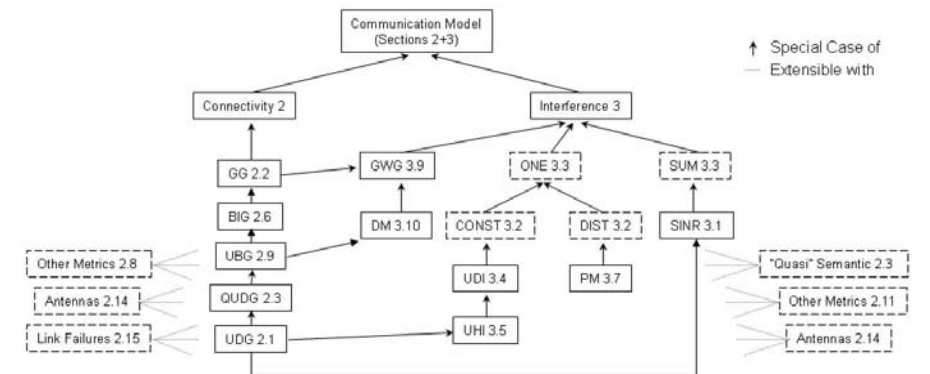 Communication Model
(Sections 2+3)
Special Case of
Extensible with
Connectivity 2
Interference 3
GG 2.2
GWG 3.9
ONE 3.3
SUM 3.3
BIG 2.6
DM 3.10
CONST 3.2
DIST 3.2
SINR 3.1
UBG 2.9
Other Metrics 2.8
"Quasi" Semantic 2.3
UDI 3.4
PM 3.7
QUDG 2.3
Antennas 2.14
Other Metrics 2.11
UHI 3.5
UDG 2.1
Link Failures 2.15
Antennas 2.14